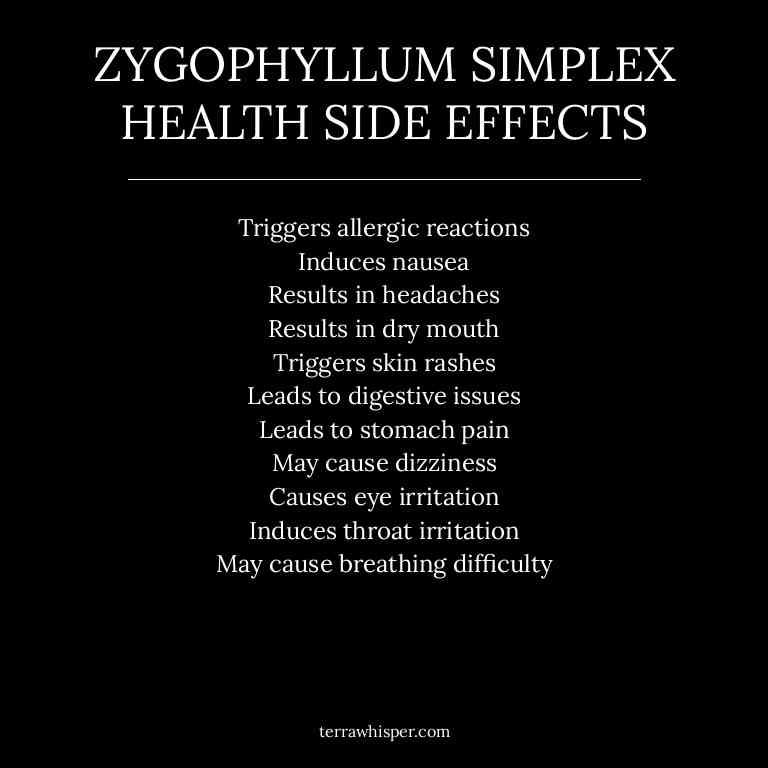 ZYGOPHYLLUM SIMPLEX
HEALTH SIDE EFFECTS
Triggers allergic reactions
Induces nausea
Results in headaches
Results in dry mouth
Triggers skin rashes
Leads to digestive issues
Leads to stomach pain
May cause dizziness
Causes eye irritation
Induces throat irritation
May cause breathing difficulty
terrawhisper.com